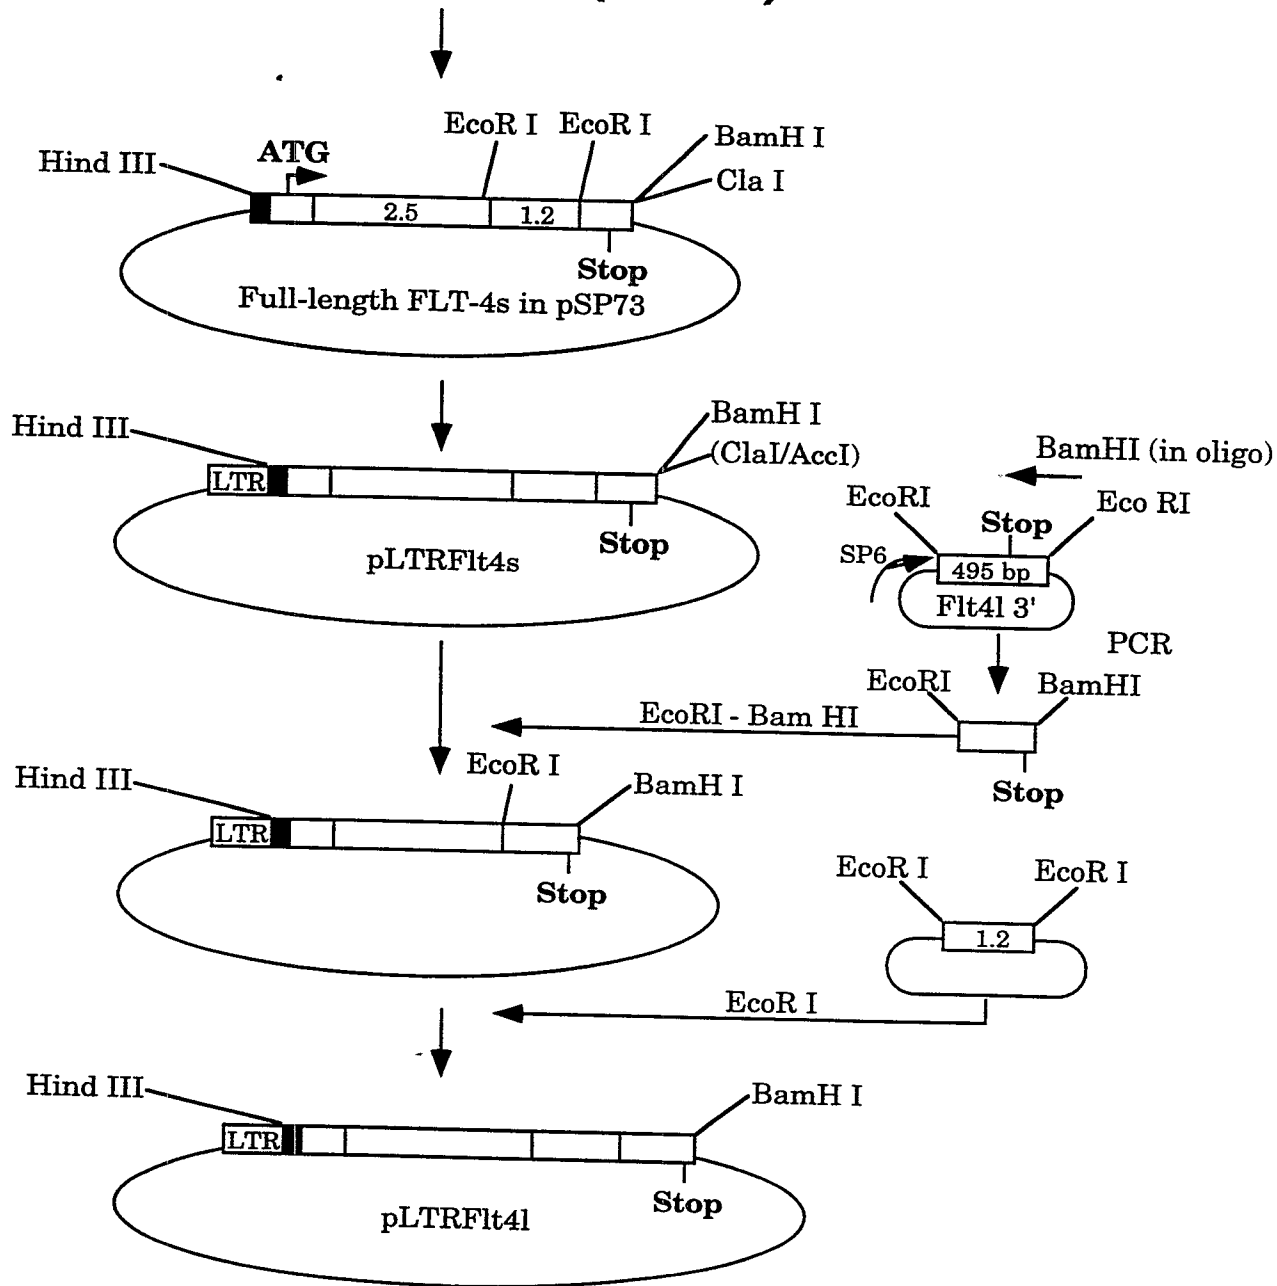 EcoR I EcoR I
BamH I
Hind III
ATG
Cla I
2.5
1.2
Stop
Full-length FLT-4s in pSP73
Hind III
BamH I
(ClaI/AccI)
LTR
Stop
pLTRFlt4s
BamHI (in oligo)
EcoRI
Eco RI
Stop
SP6
495 bp
Flt4l 3'
PCR
EcoRI
BamHI
EcoRI - Bam HI
Stop
EcoR I
Hind III
BamH I
LTR
Stop
EcoR I
EcoR I
1.2
EcoR I
Hind III
BamH I
LTR
Stop
pLTRFlt4l